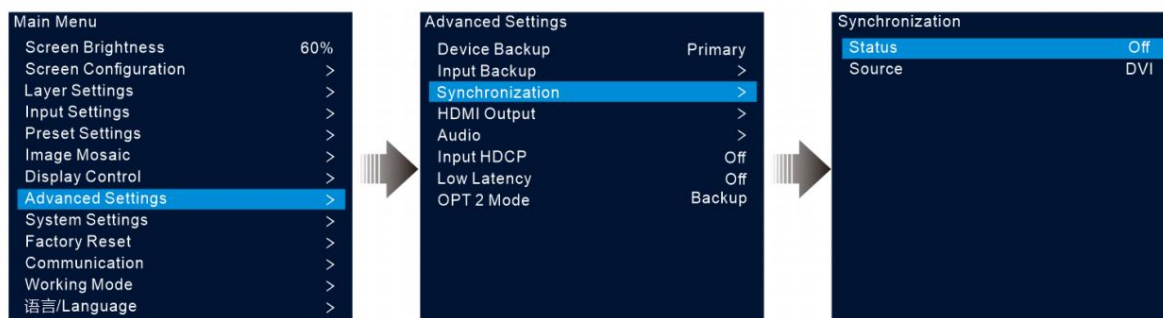 Main Menu
Screen Brightness 60%
Screen Configuration >
Layer Settings >
Input Settings >
Preset Settings >
Image Mosaic >
Display Control >
Advanced Settings >
System Settings >
Factory Reset >
Communication >
Working Mode >
语言/Language >
Advanced Settings
Device Backup Primary
Input Backup >
Synchronization >
HDMI Output >
Audio >
Input HDCP Off
Low Latency Off
OPT 2 Mode Backup
Synchronization
Status Off
Source DVI